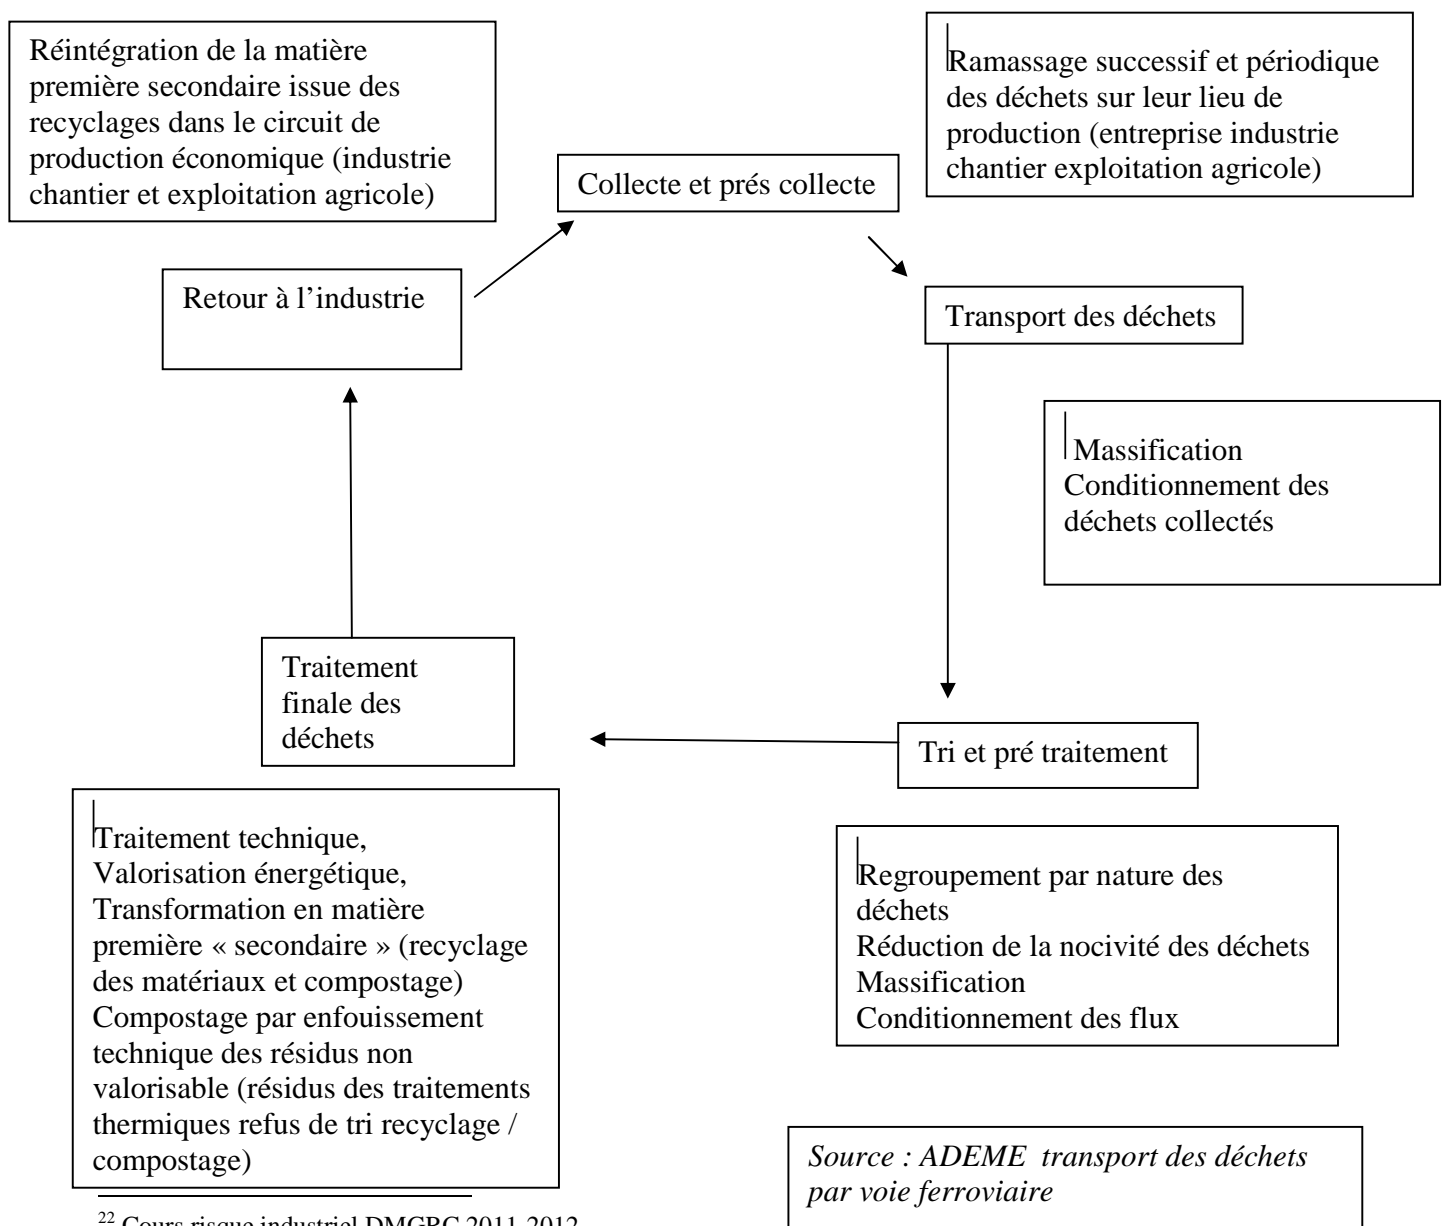 Réintégration de la matière
première secondaire issue des
recyclages dans le circuit de
production économique (industrie
chantier et exploitation agricole)
Ramassage successif et périodique
des déchets sur leur lieu de
production (entreprise industrie
chantier exploitation agricole)
Collecte et prés collecte
Retour à l’industrie
Transport des déchets
Massification
Conditionnement des
déchets collectés
Traitement
finale des
déchets
Tri et pré traitement
Traitement technique,
Valorisation énergétique,
Transformation en matière
première « secondaire » (recyclage
des matériaux et compostage)
Compostage par enfouissement
technique des résidus non
valorisable (résidus des traitements
thermiques refus de tri recyclage /
compostage)
Regroupement par nature des
déchets
Réduction de la nocivité des déchets
Massification
Conditionnement des flux
Source : ADEME transport des déchets
par voie ferroviaire
22 Cours risque industriel DMGRC 2011-2012